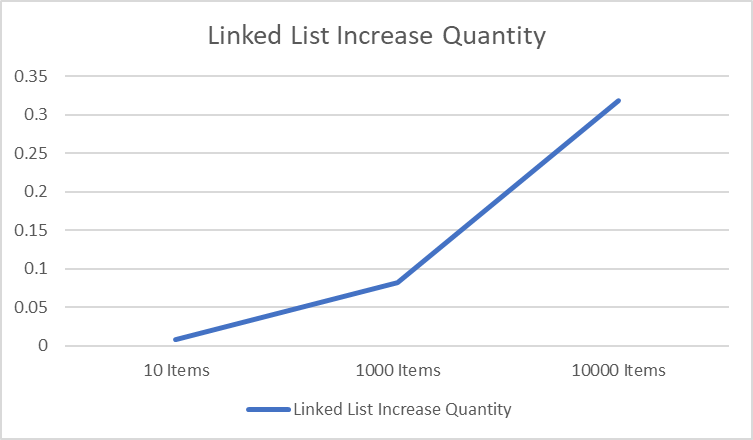 Linked List Increase Quantity
0.35
0.3
0.25
0.2
0.15
0.1
0.05
0
10 Items 1000 Items 10000 Items
Linked List Increase Quantity